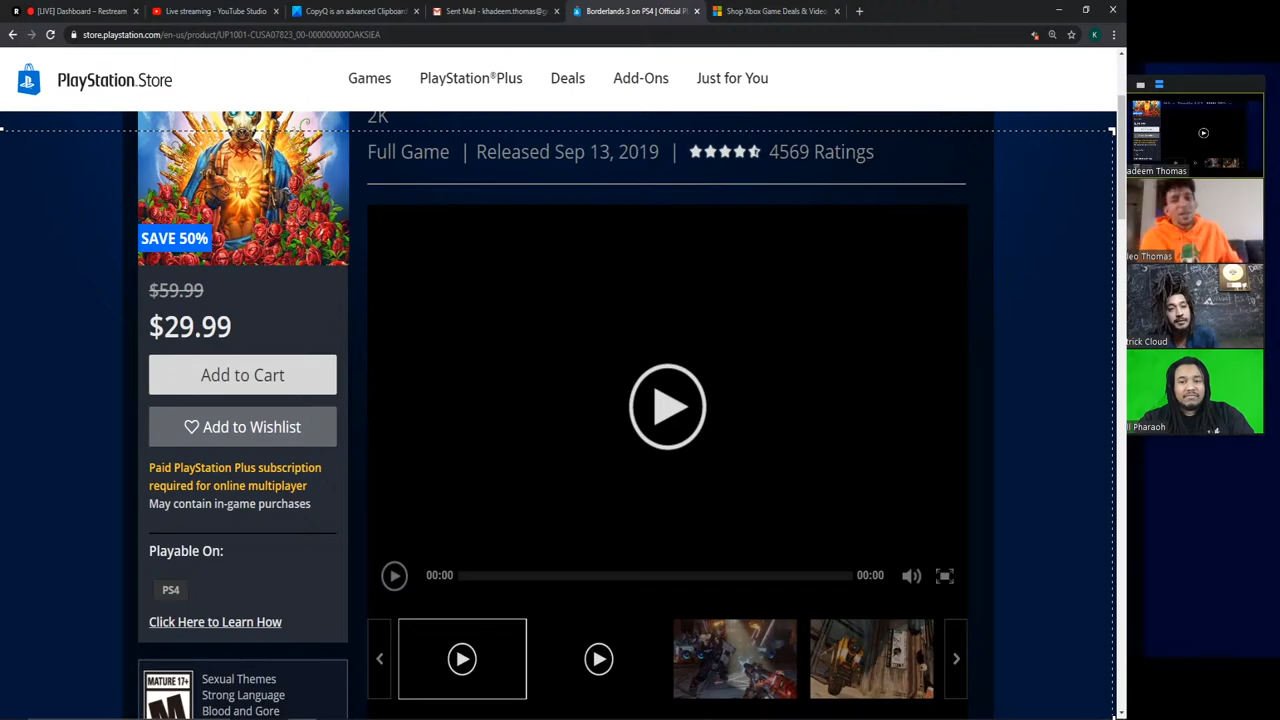 [LIVE] Dashboard – Restream
Live streaming - YouTube Studio
CopyQ is an advanced Clipboard
Sent Mail - khadeem.thomas@g
Borderlands 3 on PS4 | Official P
Shop Xbox Game Deals & Video
store.playstation.com/en-us/product/UP1001-CUSA07823_00-000000000OAKSIEA
K
PlayStation.Store
Games
PlayStation®Plus
Deals
Add-Ons
Just for You
2K
Full Game | Released Sep 13, 2019 | 4569 Ratings
SAVE 50%
$59.99
$29.99
Add to Cart
Add to Wishlist
Paid PlayStation Plus subscription
required for online multiplayer
May contain in-game purchases
Playable On:
PS4
Click Here to Learn How
00:00
00:00
MATURE 17+
M
Sexual Themes
Strong Language
Blood and Gore
adeem Thomas
leo Thomas
trick Cloud
ll Pharaoh